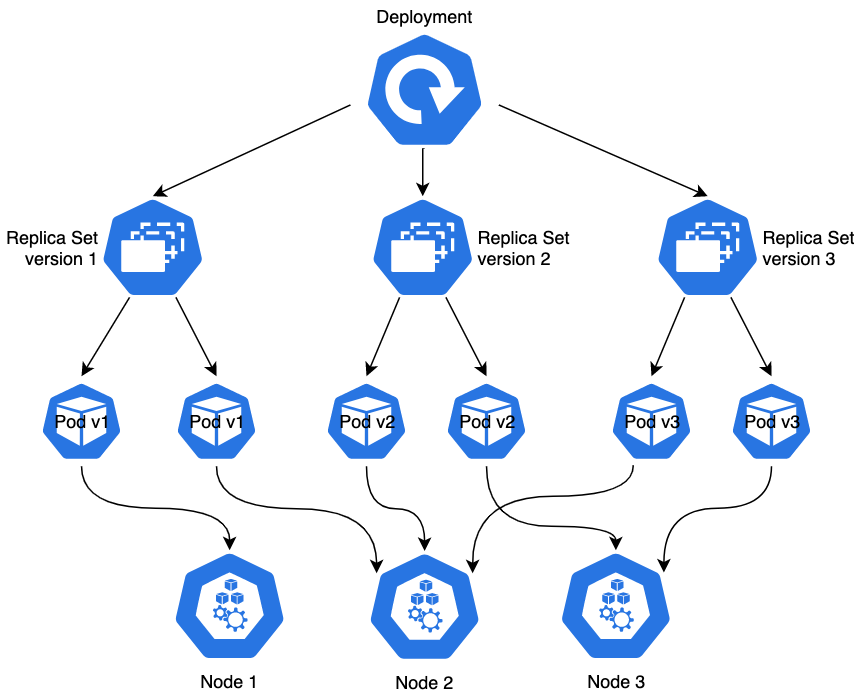 Deployment
Replica Set
version 1
Replica Set
version 2
Replica Set
version 3
Pod v1
Pod v1
Pod v2
Pod v2
Pod v3
Pod v3
Node 1
Node 2
Node 3